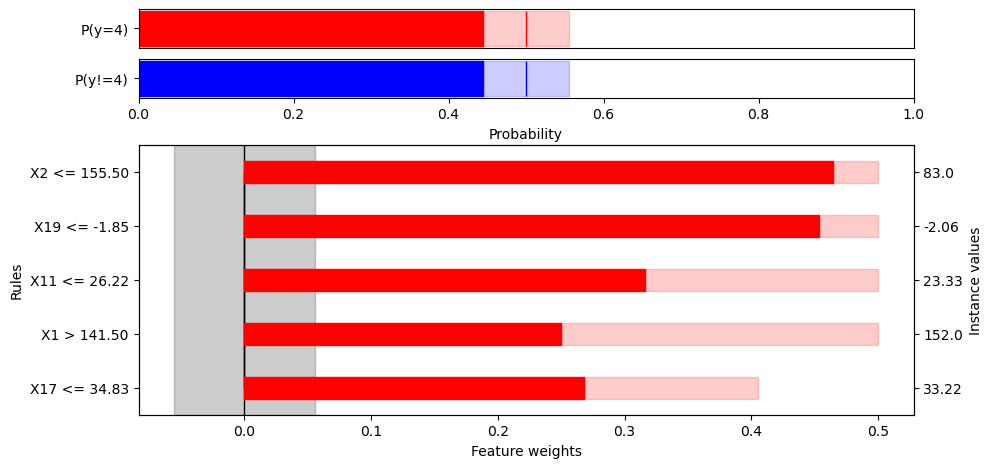 P(y=4)
P(y!=4)
0.0 0.2 0.4 0.6 0.8 1.0
Probability
X2 <= 155.50 83.0
X19 <= -1.85 -2.06
X11 <= 26.22 23.33
X1 > 141.50 152.0
X17 <= 34.83 33.22
Rules
Instance values
0.0 0.1 0.2 0.3 0.4 0.5
Feature weights